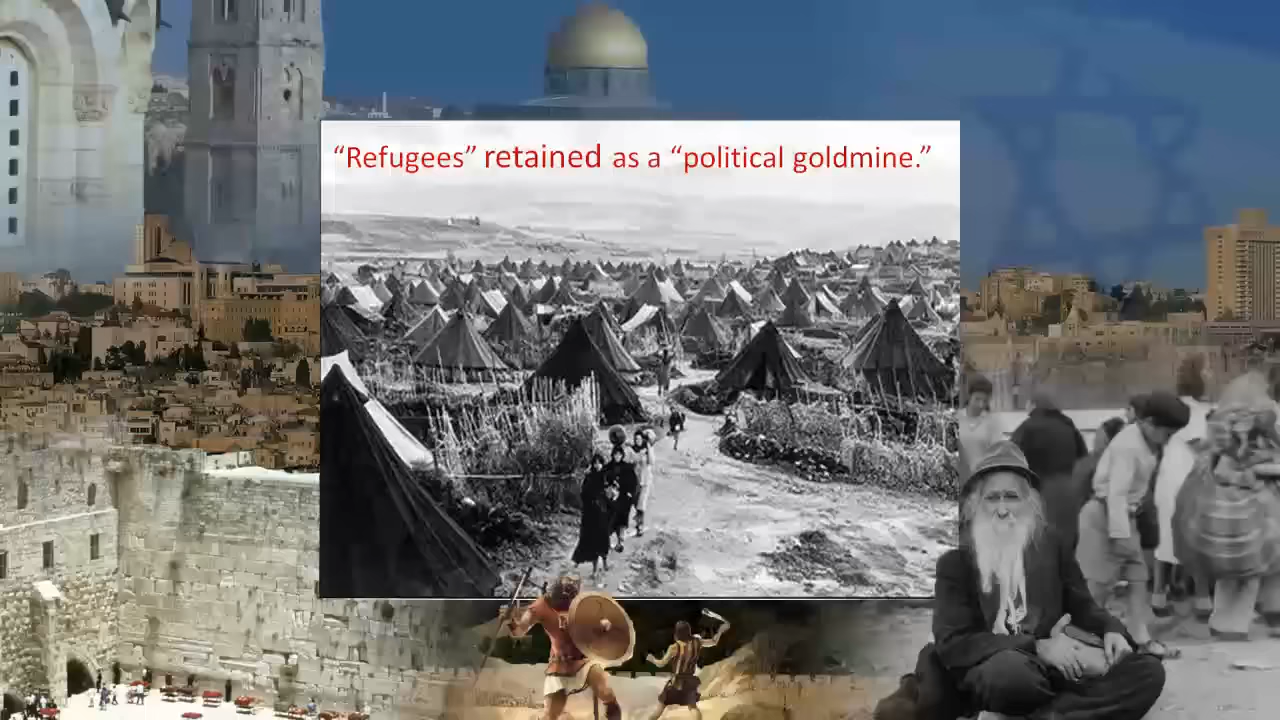 “Refugees” retained as a “political goldmine.”